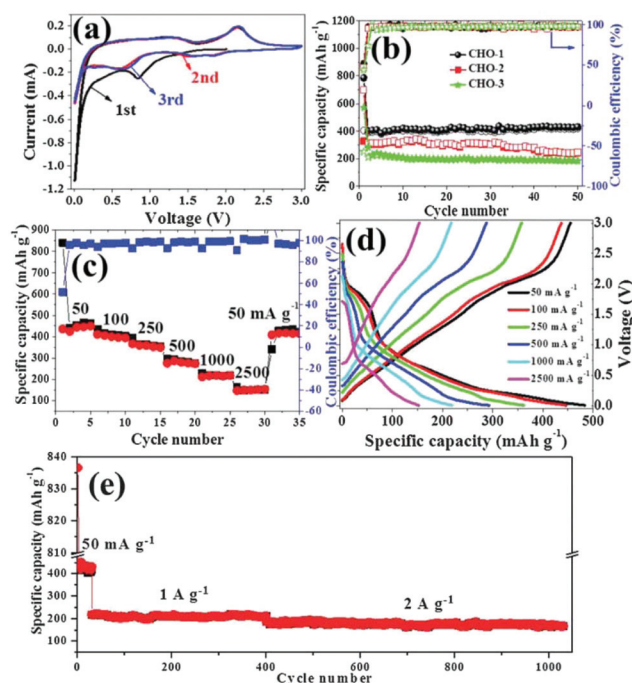 (a)
0.4
0.2
0.0
-0.2
-0.4
-0.6
-0.8
-1.0
-1.2
0.0 0.5 1.0 1.5 2.0 2.5 3.0
Current (mA)
Voltage (V)
1st
2nd
3rd
(b)
1200
1000
800
600
400
200
0
100
50
0
-50
-100
0 10 20 30 40 50
Specific capacity (mAh g⁻¹)
Coulombic efficiency (%)
Cycle number
CHO-1
CHO-2
CHO-3
(c)
900
800
700
600
500
400
300
200
100
100
80
60
40
20
0
-20
-40
-60
0 5 10 15 20 25 30 35
Specific capacity (mAh g⁻¹)
Coulombic efficiency (%)
Cycle number
50
100
250
500
1000
2500
50 mA g⁻¹
(d)
3.0
2.5
2.0
1.5
1.0
0.5
0.0
0 100 200 300 400 500
Voltage (V)
Specific capacity (mAh g⁻¹)
50 mA g⁻¹
100 mA g⁻¹
250 mA g⁻¹
500 mA g⁻¹
1000 mA g⁻¹
2500 mA g⁻¹
(e)
840
830
820
810
400
300
200
100
0 200 400 600 800 1000
Specific capacity (mAh g⁻¹)
Cycle number
50 mA g⁻¹
1 A g⁻¹
2 A g⁻¹